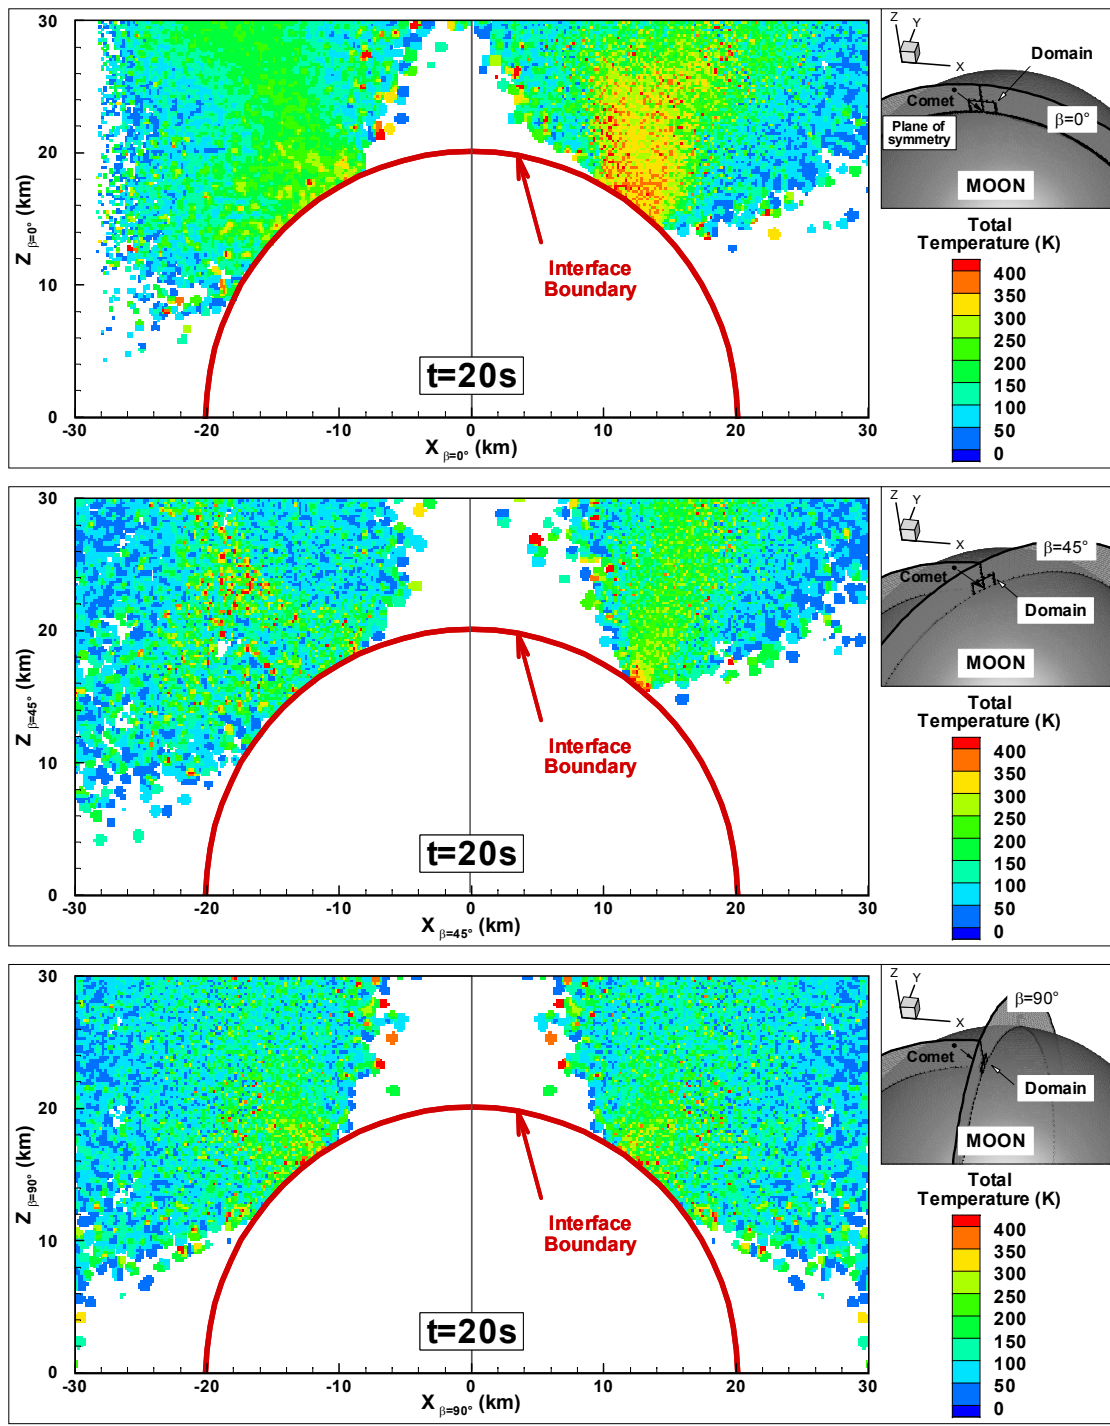 30
20
10
0
-30
-20
-10
0
10
20
30
Z β=0° (km)
X β=0° (km)
Interface
Boundary
t=20s
Z
Y
X
Domain
Comet
β=0°
Plane of
symmetry
MOON
Total
Temperature (K)
400
350
300
250
200
150
100
50
0
30
20
10
0
-30
-20
-10
0
10
20
30
Z β=45° (km)
X β=45° (km)
Interface
Boundary
t=20s
Z
Y
X
β=45°
Comet
Domain
MOON
Total
Temperature (K)
400
350
300
250
200
150
100
50
0
30
20
10
0
-30
-20
-10
0
10
20
30
Z β=90° (km)
X β=90° (km)
Interface
Boundary
t=20s
Z
Y
X
β=90°
Comet
Domain
MOON
Total
Temperature (K)
400
350
300
250
200
150
100
50
0